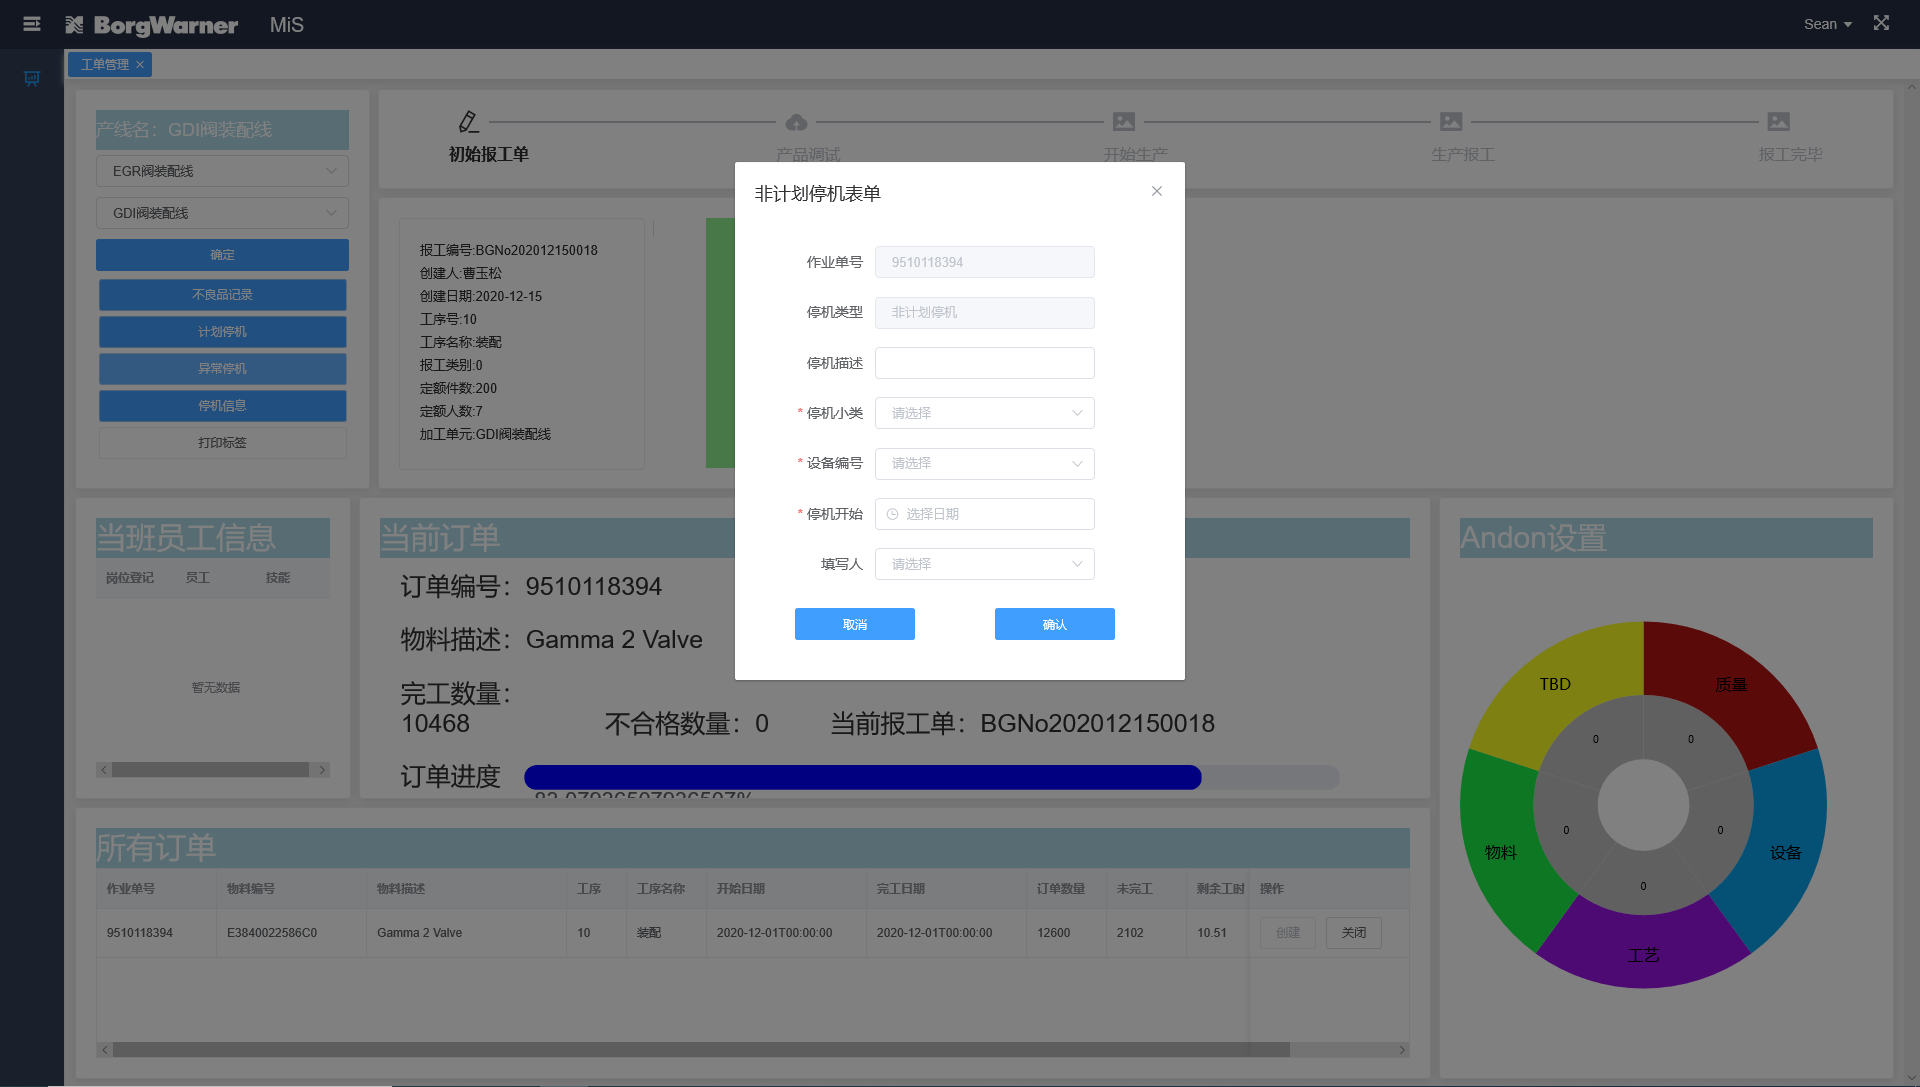 BorgWarner MiS
Sean
工单管理
产线名：GDI阀装配线
EGR阀装配线
GDI阀装配线
确定
不良品记录
计划停机
异常停机
停机信息
打印标签
初始报工单
产品调试
开始生产
生产报工
报工完毕
报工编号:BGNo202012150018
创建人:曹玉松
创建日期:2020-12-15
工序号:10
工序名称:装配
报工类别:0
定额件数:200
定额人数:7
加工单元:GDI阀装配线
非计划停机表单
作业单号 9510118394
停机类型 非计划停机
停机描述
* 停机小类 请选择
* 设备编号 请选择
* 停机开始 选择日期
填写人 请选择
取消 确认
当班员工信息
岗位登记 员工 技能
暂无数据
当前订单
订单编号：9510118394
物料描述：Gamma 2 Valve
完工数量：
10468 不合格数量：0 当前报工单：BGNo202012150018
订单进度
Andon设置
TBD
质量
物料
设备
工艺
0
0
0
0
0
所有订单
作业单号 物料编号 物料描述 工序 工序名称 开始日期 完工日期 订单数量 未完工 剩余工时 操作
9510118394 E3840022586C0 Gamma 2 Valve 10 装配 2020-12-01T00:00:00 2020-12-01T00:00:00 12600 2102 10.51 创建 关闭